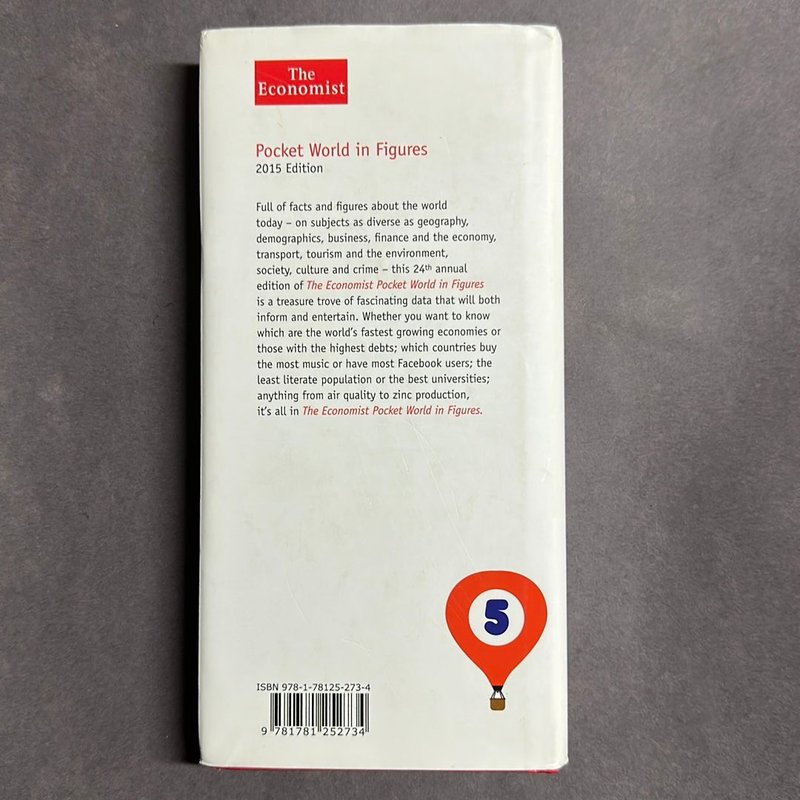 The
Economist
Pocket World in Figures
2015 Edition
Full of facts and figures about the world
today – on subjects as diverse as geography,
demographics, business, finance and the economy,
transport, tourism and the environment,
society, culture and crime – this 24th annual
edition of The Economist Pocket World in Figures
is a treasure trove of fascinating data that will both
inform and entertain. Whether you want to know
which are the world's fastest growing economies or
those with the highest debts; which countries buy
the most music or have most Facebook users; the
least literate population or the best universities;
anything from air quality to zinc production,
it's all in The Economist Pocket World in Figures.
5
ISBN 978-1-78125-273-4
9 781781 252734